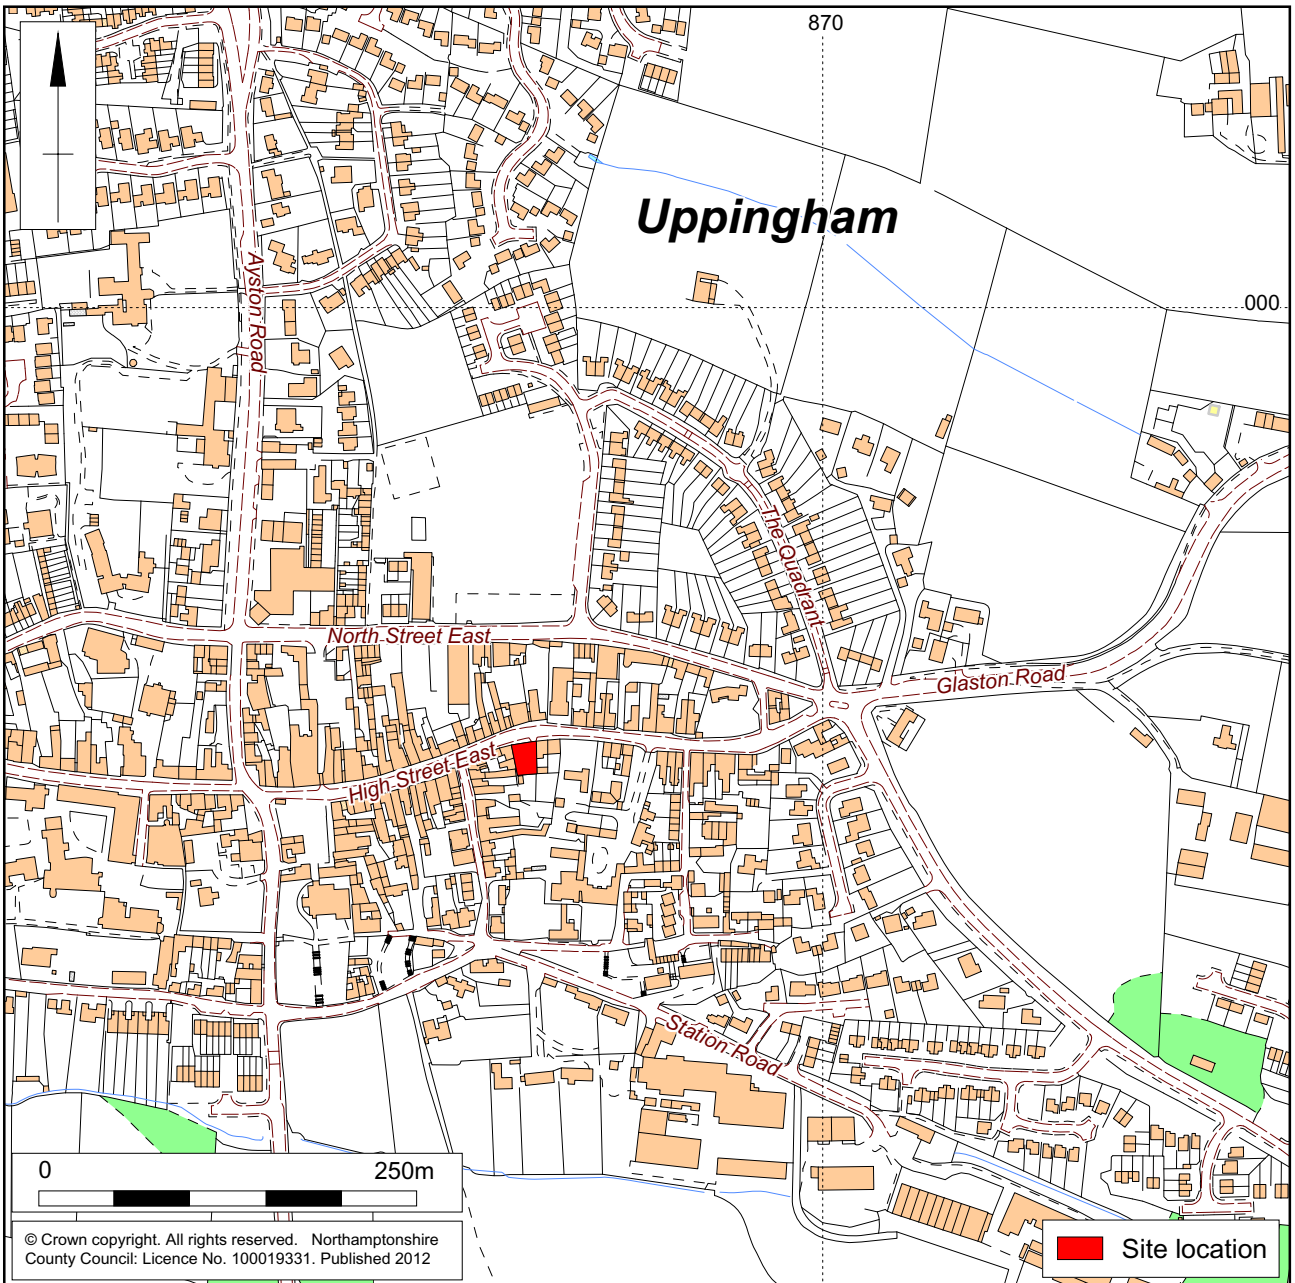 870
Uppingham
000
Ayston Road
The Quadrant
North Street East
Glaston Road
High Street East
Station Road
0 250m
© Crown copyright. All rights reserved. Northamptonshire
County Council: Licence No. 100019331. Published 2012
Site location